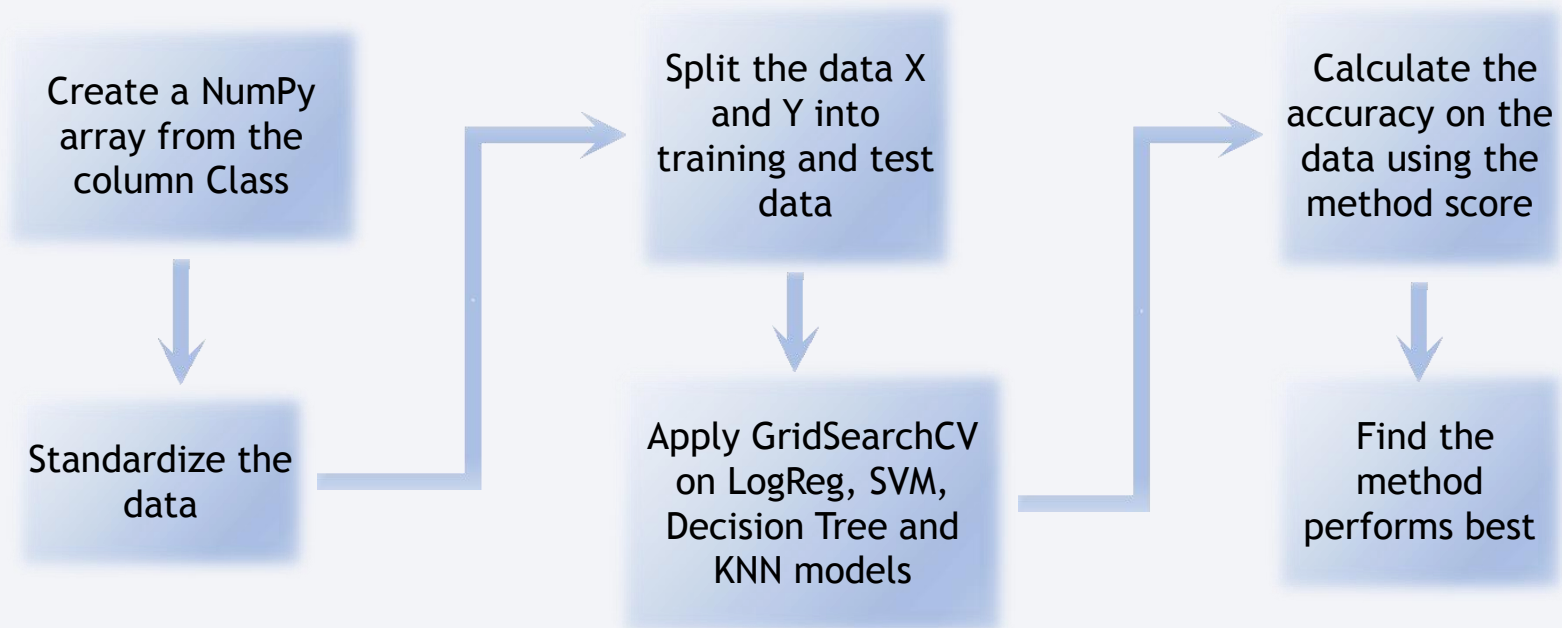 Create a NumPy
array from the
column Class
Standardize the
data
Split the data X
and Y into
training and test
data
Apply GridSearchCV
on LogReg, SVM,
Decision Tree and
KNN models
Calculate the
accuracy on the
data using the
method score
Find the
method
performs best